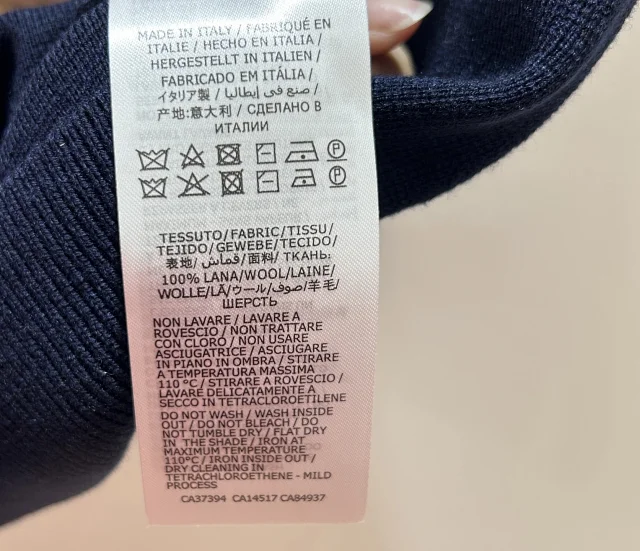 MADE IN ITALY / FABRIQUÉ EN
ITALIE / HECHO EN ITALIA /
HERGESTELLT IN ITALIEN /
FABRICADO EM ITÁLIA /
イタリア製 / صنع في إيطاليا /
产地:意大利 / СДЕЛАНО В
ИТАЛИИ
P
P
TESSUTO/FABRIC/TISSU/
TEJIDO/GEWEBE/TECIDO/
表地/ قماش/面料/ ТКАНЬ:
100% LANA/WOOL/LAINE/
WOLLE/LÃ/ウール/صوف/羊毛/
ШЕРСТЬ
NON LAVARE / LAVARE A
ROVESCIO / NON TRATTARE
CON CLORO / NON USARE
ASCIUGATRICE / ASCIUGARE
IN PIANO IN OMBRA / STIRARE
A TEMPERATURA MASSIMA
110 °C / STIRARE A ROVESCIO /
LAVARE DELICATAMENTE A
SECCO IN TETRACLOROETILENE
DO NOT WASH / WASH INSIDE
OUT / DO NOT BLEACH / DO
NOT TUMBLE DRY / FLAT DRY
IN THE SHADE / IRON AT
MAXIMUM TEMPERATURE
110°C / IRON INSIDE OUT /
DRY CLEANING IN
TETRACHLOROETHENE - MILD
PROCESS
CA37394 CA14517 CA84937